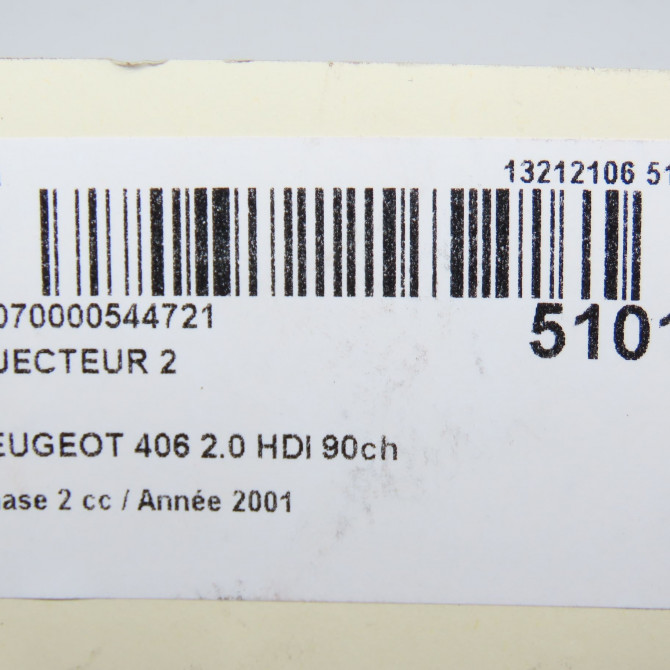 13212106 51
070000544721
5101
JECTEUR 2
EUGEOT 406 2.0 HDI 90ch
ase 2 cc / Année 2001